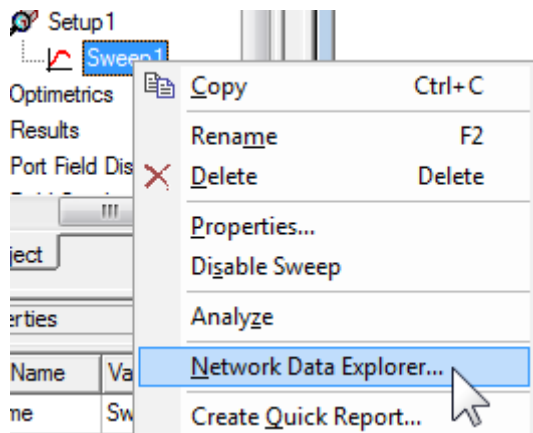 Setup1
Sweep1
Copy Ctrl+C
Optimetrics
Results
Rename F2
Port Field Dis
Delete Delete
Properties...
ject
Disable Sweep
erties
Analyze
Name Va
Network Data Explorer...
me Sw
Create Quick Report...